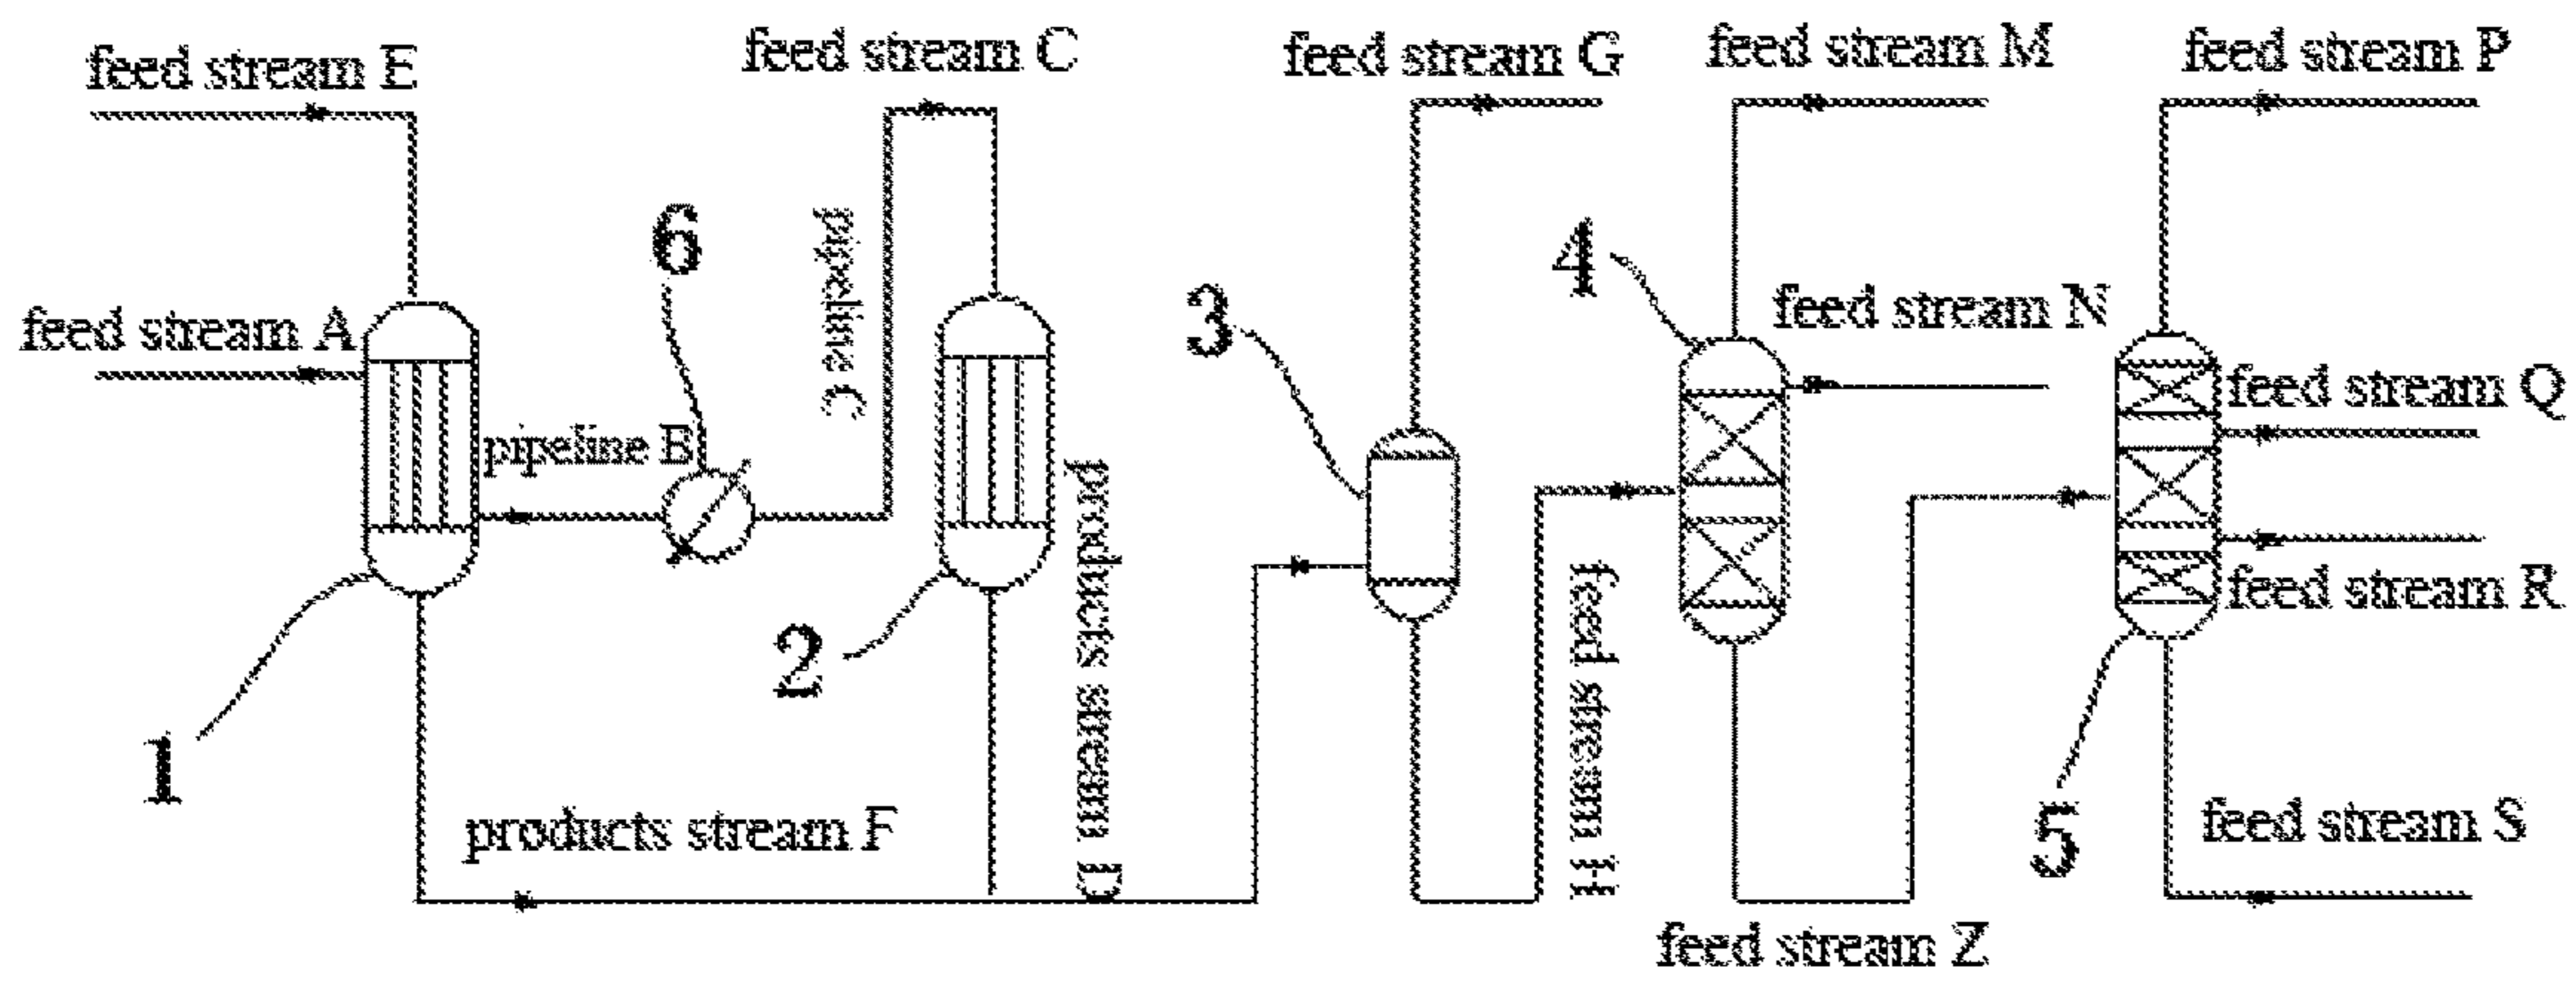 feed stream E
feed stream C
feed stream G
feed stream M
feed stream P
6
pipeline C
4
3
feed stream A
feed stream N
feed stream Q
pipeline B
products stream D
feed stream H
feed stream R
2
1
5
products stream F
feed stream S
feed stream Z